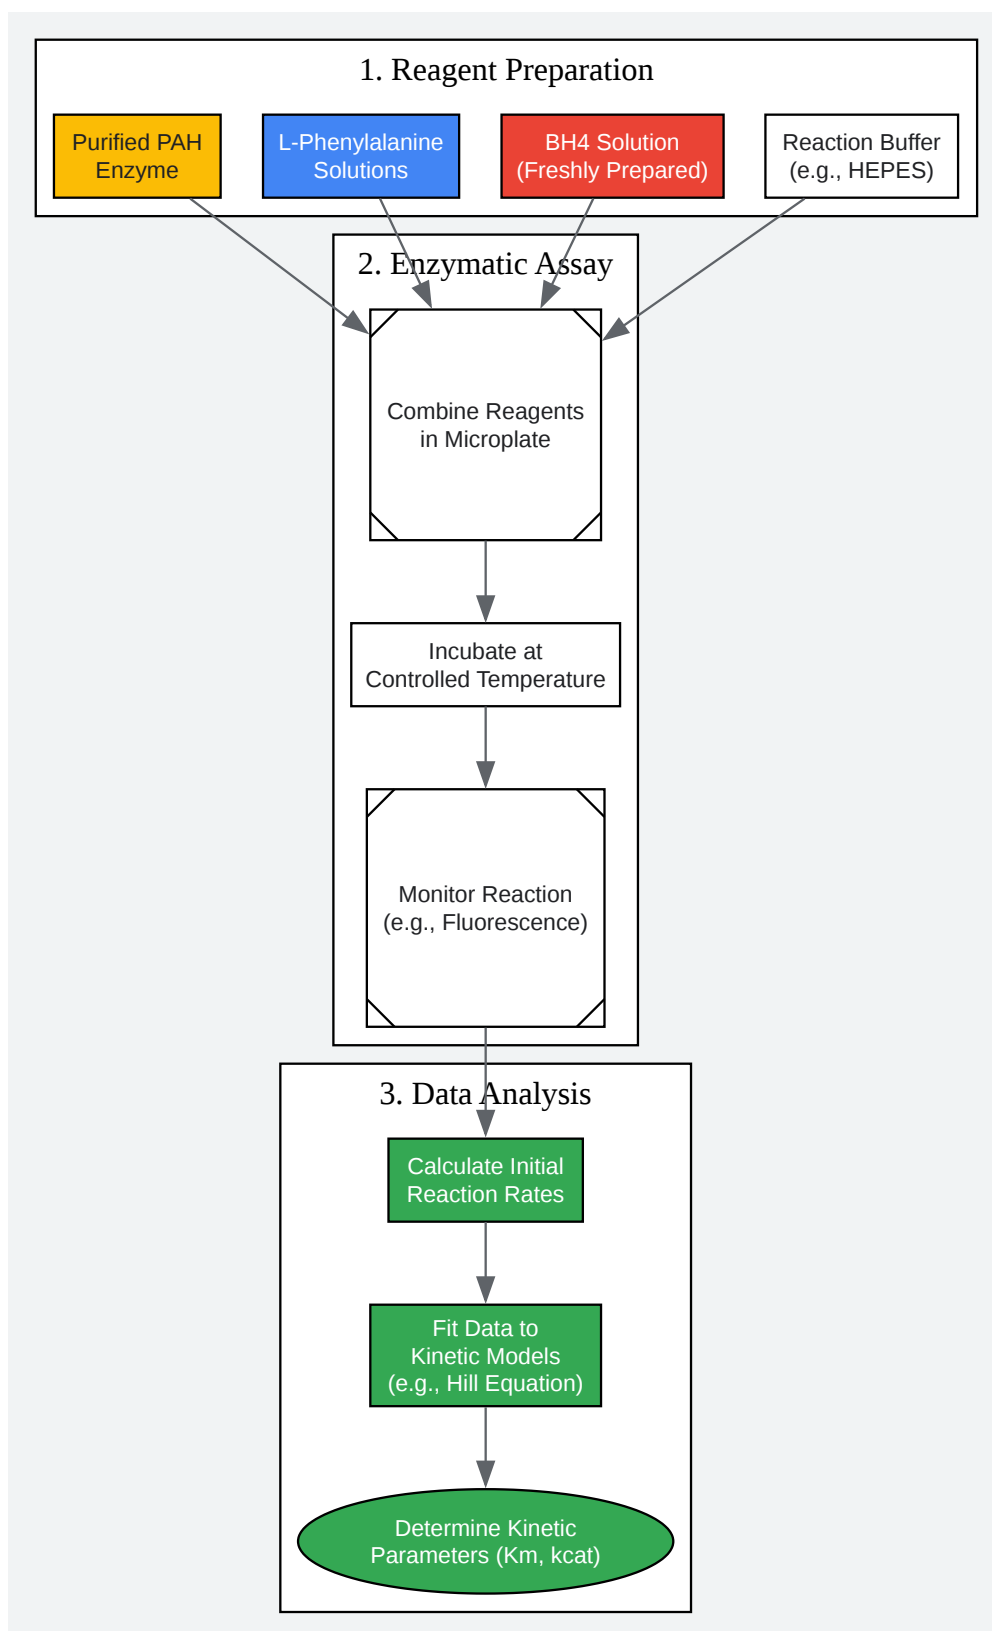 1. Reagent Preparation
Purified PAH
Enzyme
L-Phenylalanine
Solutions
BH4 Solution
(Freshly Prepared)
Reaction Buffer
(e.g., HEPES)
2. Enzymatic Assay
Combine Reagents
in Microplate
Incubate at
Controlled Temperature
Monitor Reaction
(e.g., Fluorescence)
3. Data Analysis
Calculate Initial
Reaction Rates
Fit Data to
Kinetic Models
(e.g., Hill Equation)
Determine Kinetic
Parameters (Km, kcat)